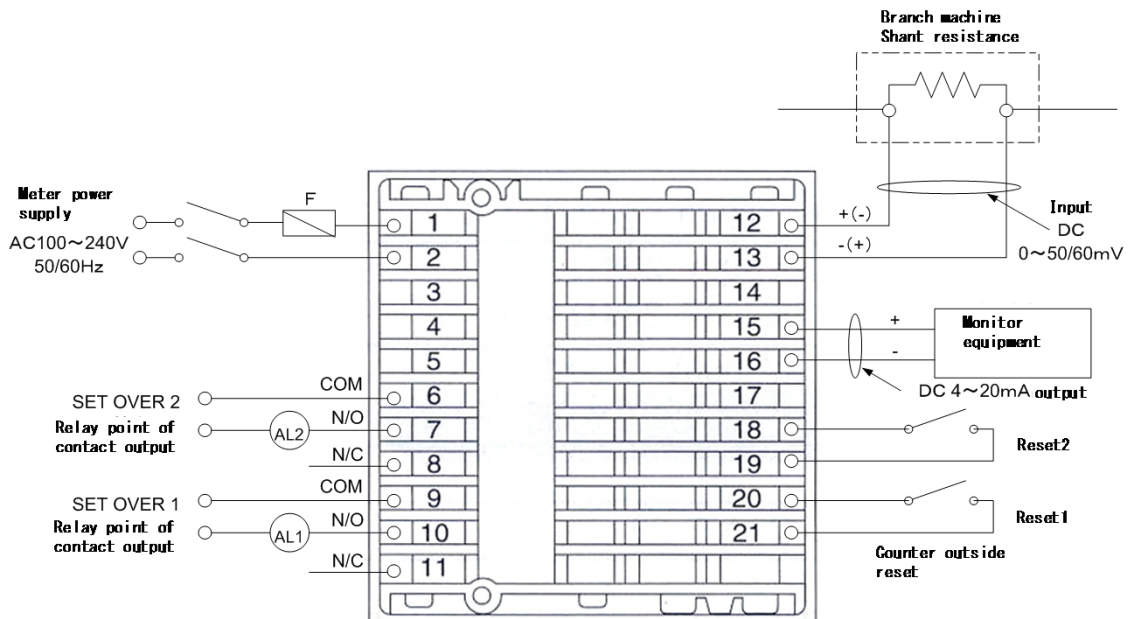 Branch machine
Shant resistance
Meter power
supply
AC100～240V
50/60Hz
F
+(-)
-(+)
Input
DC
0～50/60mV
1
2
3
4
5
6
7
8
9
10
11
12
13
14
15
16
17
18
19
20
21
+
-
Monitor
equipment
DC 4～20mA output
SET OVER 2
Relay point of
contact output
AL2
COM
N/O
N/C
SET OVER 1
Relay point of
contact output
AL1
COM
N/O
N/C
Reset2
Reset1
Counter outside
reset